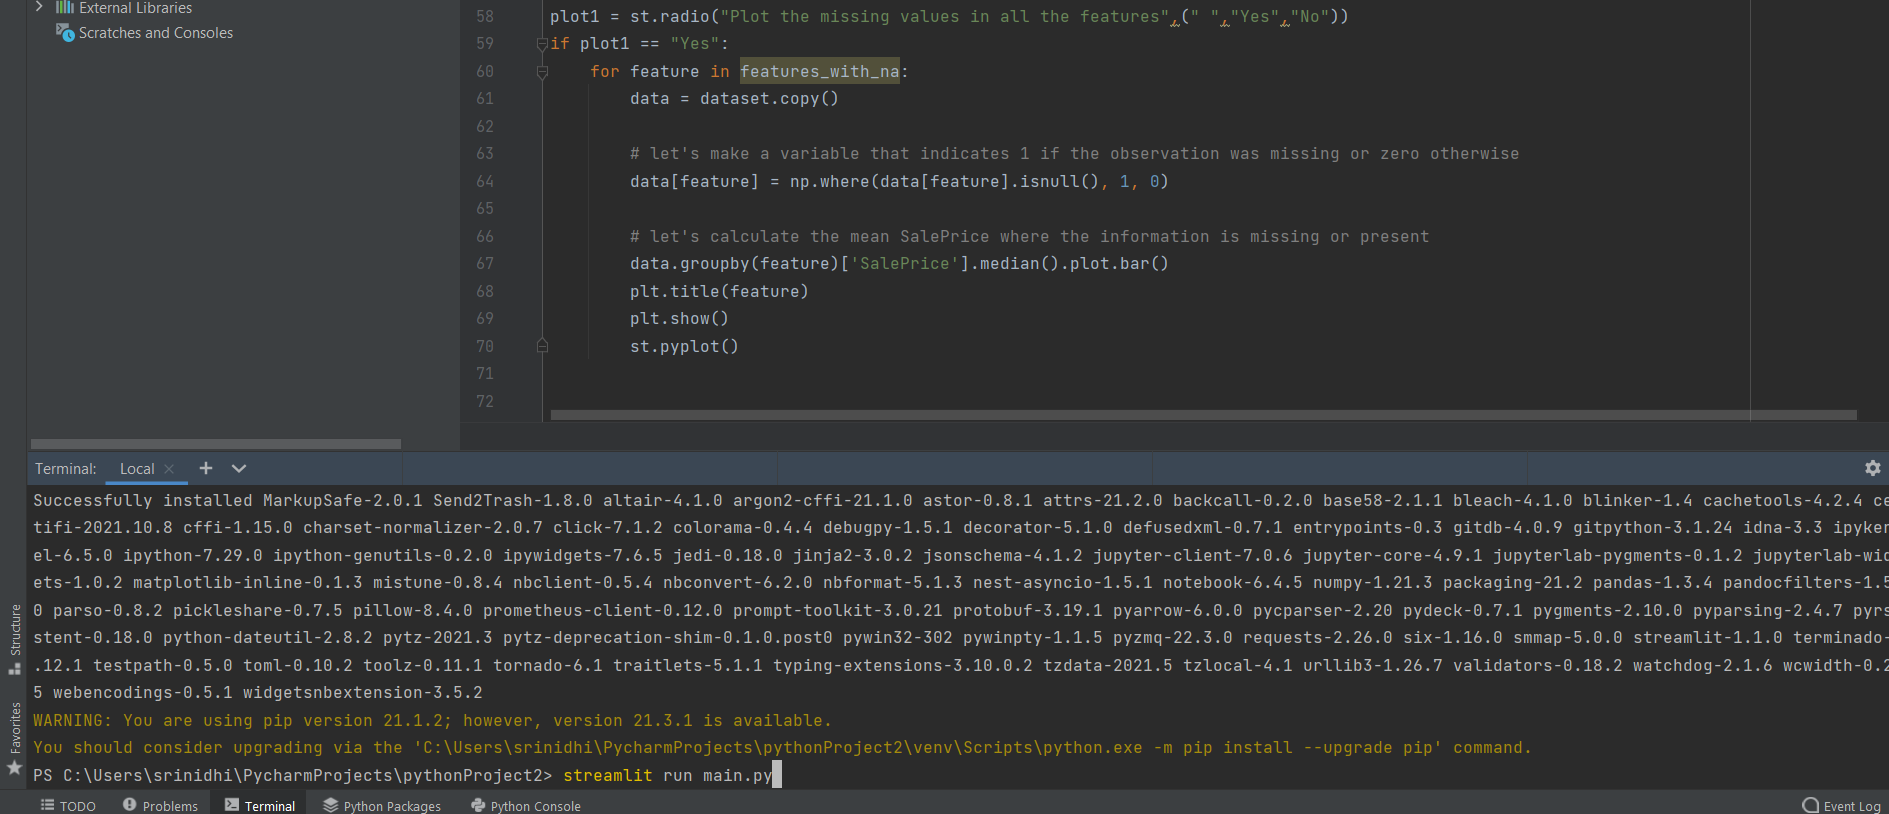 External Libraries
Scratches and Consoles
58 plot1 = st.radio("Plot the missing values in all the features",(" ","Yes","No"))
59 if plot1 == "Yes":
60 for feature in features_with_na:
61 data = dataset.copy()
62
63 # let's make a variable that indicates 1 if the observation was missing or zero otherwise
64 data[feature] = np.where(data[feature].isnull(), 1, 0)
65
66 # let's calculate the mean SalePrice where the information is missing or present
67 data.groupby(feature)['SalePrice'].median().plot.bar()
68 plt.title(feature)
69 plt.show()
70 st.pyplot()
71
72
Terminal: Local
Successfully installed MarkupSafe-2.0.1 Send2Trash-1.8.0 altair-4.1.0 argon2-cffi-21.1.0 astor-0.8.1 attrs-21.2.0 backcall-0.2.0 base58-2.1.1 bleach-4.1.0 blinker-1.4 cachetools-4.2.4 ce
tifi-2021.10.8 cffi-1.15.0 charset-normalizer-2.0.7 click-7.1.2 colorama-0.4.4 debugpy-1.5.1 decorator-5.1.0 defusedxml-0.7.1 entrypoints-0.3 gitdb-4.0.9 gitpython-3.1.24 idna-3.3 ipyker
el-6.5.0 ipython-7.29.0 ipython-genutils-0.2.0 ipywidgets-7.6.5 jedi-0.18.0 jinja2-3.0.2 jsonschema-4.1.2 jupyter-client-7.0.6 jupyter-core-4.9.1 jupyterlab-pygments-0.1.2 jupyterlab-wid
ets-1.0.2 matplotlib-inline-0.1.3 mistune-0.8.4 nbclient-0.5.4 nbconvert-6.2.0 nbformat-5.1.3 nest-asyncio-1.5.1 notebook-6.4.5 numpy-1.21.3 packaging-21.2 pandas-1.3.4 pandocfilters-1.5
0 parso-0.8.2 pickleshare-0.7.5 pillow-8.4.0 prometheus-client-0.12.0 prompt-toolkit-3.0.21 protobuf-3.19.1 pyarrow-6.0.0 pycparser-2.20 pydeck-0.7.1 pygments-2.10.0 pyparsing-2.4.7 pyrs
stent-0.18.0 python-dateutil-2.8.2 pytz-2021.3 pytz-deprecation-shim-0.1.0.post0 pywin32-302 pywinpty-1.1.5 pyzmq-22.3.0 requests-2.26.0 six-1.16.0 smmap-5.0.0 streamlit-1.1.0 terminado-
.12.1 testpath-0.5.0 toml-0.10.2 toolz-0.11.1 tornado-6.1 traitlets-5.1.1 typing-extensions-3.10.0.2 tzdata-2021.5 tzlocal-4.1 urllib3-1.26.7 validators-0.18.2 watchdog-2.1.6 wcwidth-0.2
5 webencodings-0.5.1 widgetsnbextension-3.5.2
WARNING: You are using pip version 21.1.2; however, version 21.3.1 is available.
You should consider upgrading via the 'C:\Users\srinidhi\PycharmProjects\pythonProject2\venv\Scripts\python.exe -m pip install --upgrade pip' command.
PS C:\Users\srinidhi\PycharmProjects\pythonProject2> streamlit run main.py
Structure
Favorites
TODO Problems Terminal Python Packages Python Console Event Log